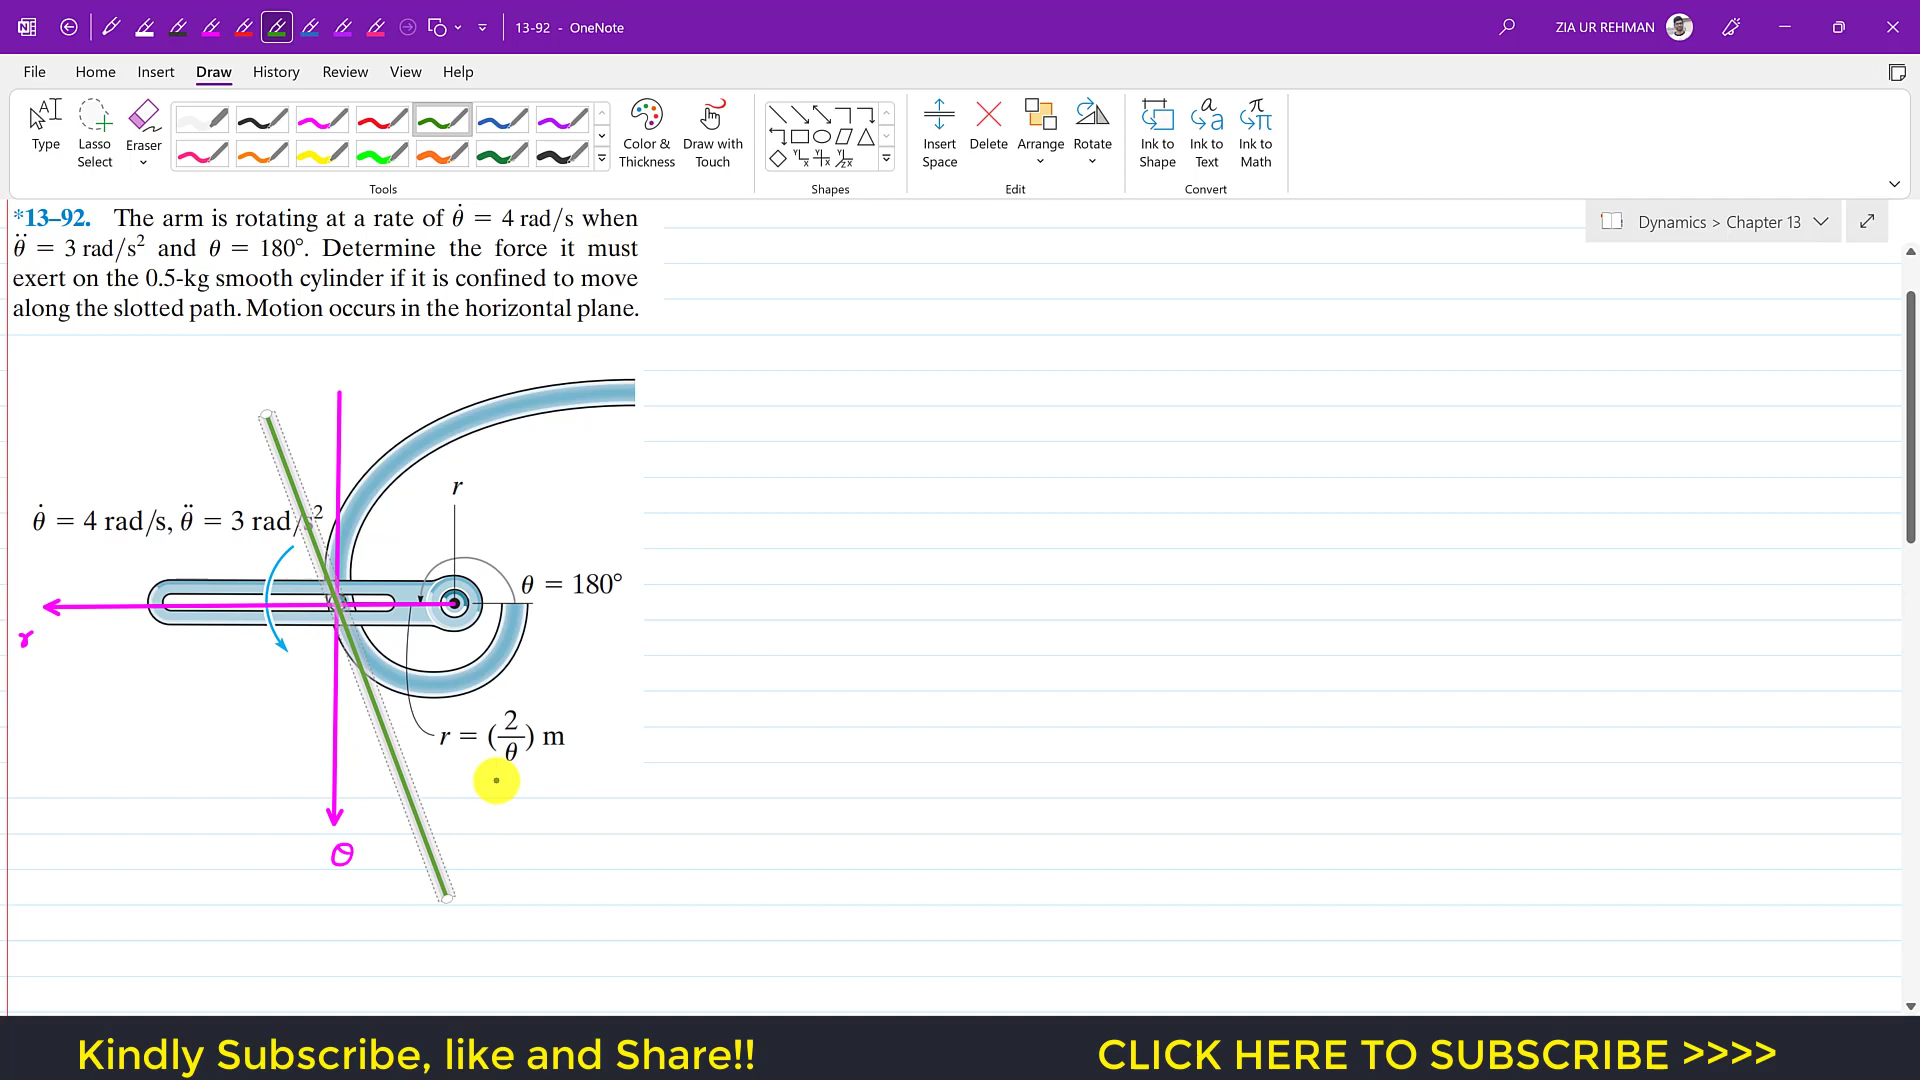 13-92 - OneNote
ZIA UR REHMAN
File Home Insert Draw History Review View Help
Type
Lasso Select
Eraser
Color & Thickness
Draw with Touch
Insert Space
Delete
Arrange
Rotate
Ink to Shape
Ink to Text
Ink to Math
Tools
Shapes
Edit
Convert
Dynamics > Chapter 13
*13–92. The arm is rotating at a rate of θ̇ = 4 rad/s when
θ̈ = 3 rad/s² and θ = 180°. Determine the force it must
exert on the 0.5-kg smooth cylinder if it is confined to move
along the slotted path. Motion occurs in the horizontal plane.
r
θ̇ = 4 rad/s, θ̈ = 3 rad/s²
θ = 180°
r
r = (2/θ) m
θ
Kindly Subscribe, like and Share!!
CLICK HERE TO SUBSCRIBE >>>>